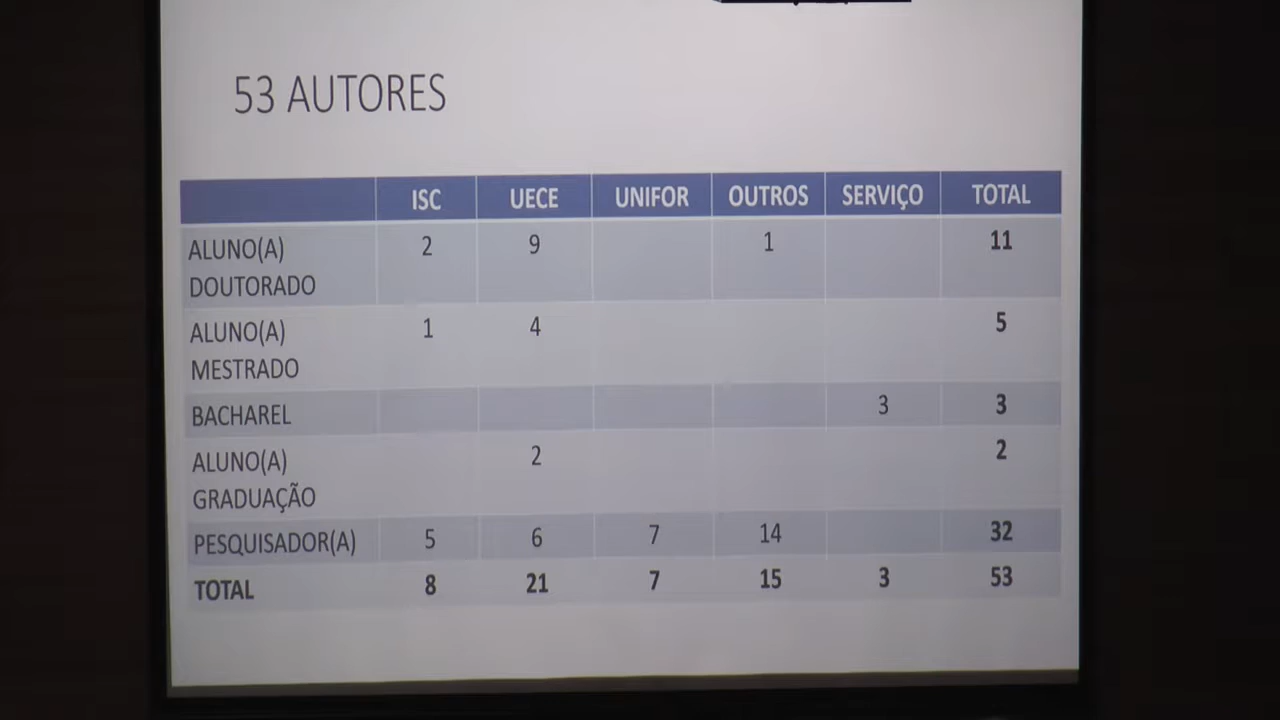 53 AUTORES
ISC UECE UNIFOR OUTROS SERVIÇO TOTAL
ALUNO(A) 2 9 1 11
DOUTORADO
ALUNO(A) 1 4 5
MESTRADO
BACHAREL 3 3
ALUNO(A) 2 2
GRADUAÇÃO
PESQUISADOR(A) 5 6 7 14 32
TOTAL 8 21 7 15 3 53